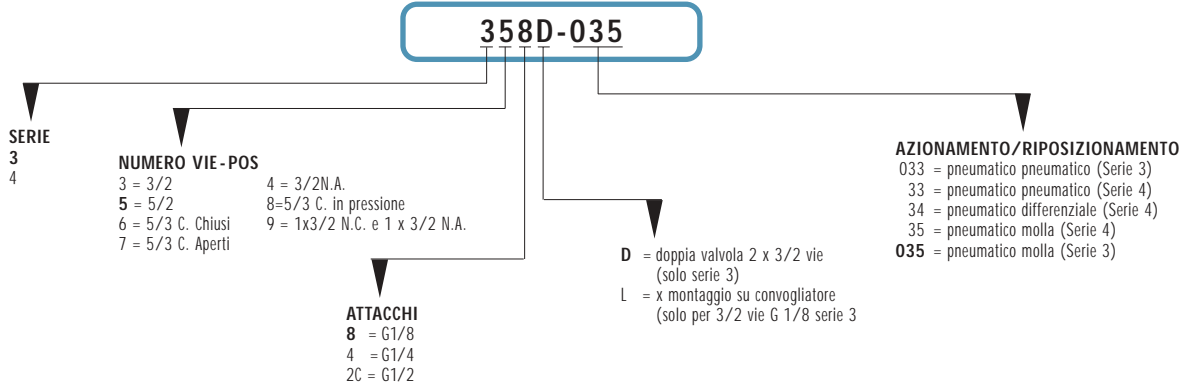 358D-035
SERIE
3
4
NUMERO VIE-POS
3 = 3/2 4 = 3/2N.A.
5 = 5/2 8=5/3 C. in pressione
6 = 5/3 C. Chiusi 9 = 1x3/2 N.C. e 1 x 3/2 N.A.
7 = 5/3 C. Aperti
ATTACCHI
8 = G1/8
4 = G1/4
2C = G1/2
D = doppia valvola 2 x 3/2 vie
(solo serie 3)
L = x montaggio su convogliatore
(solo per 3/2 vie G 1/8 serie 3
AZIONAMENTO/RIPOSIZIONAMENTO
033 = pneumatico pneumatico (Serie 3)
33 = pneumatico pneumatico (Serie 4)
34 = pneumatico differenziale (Serie 4)
35 = pneumatico molla (Serie 4)
035 = pneumatico molla (Serie 3)